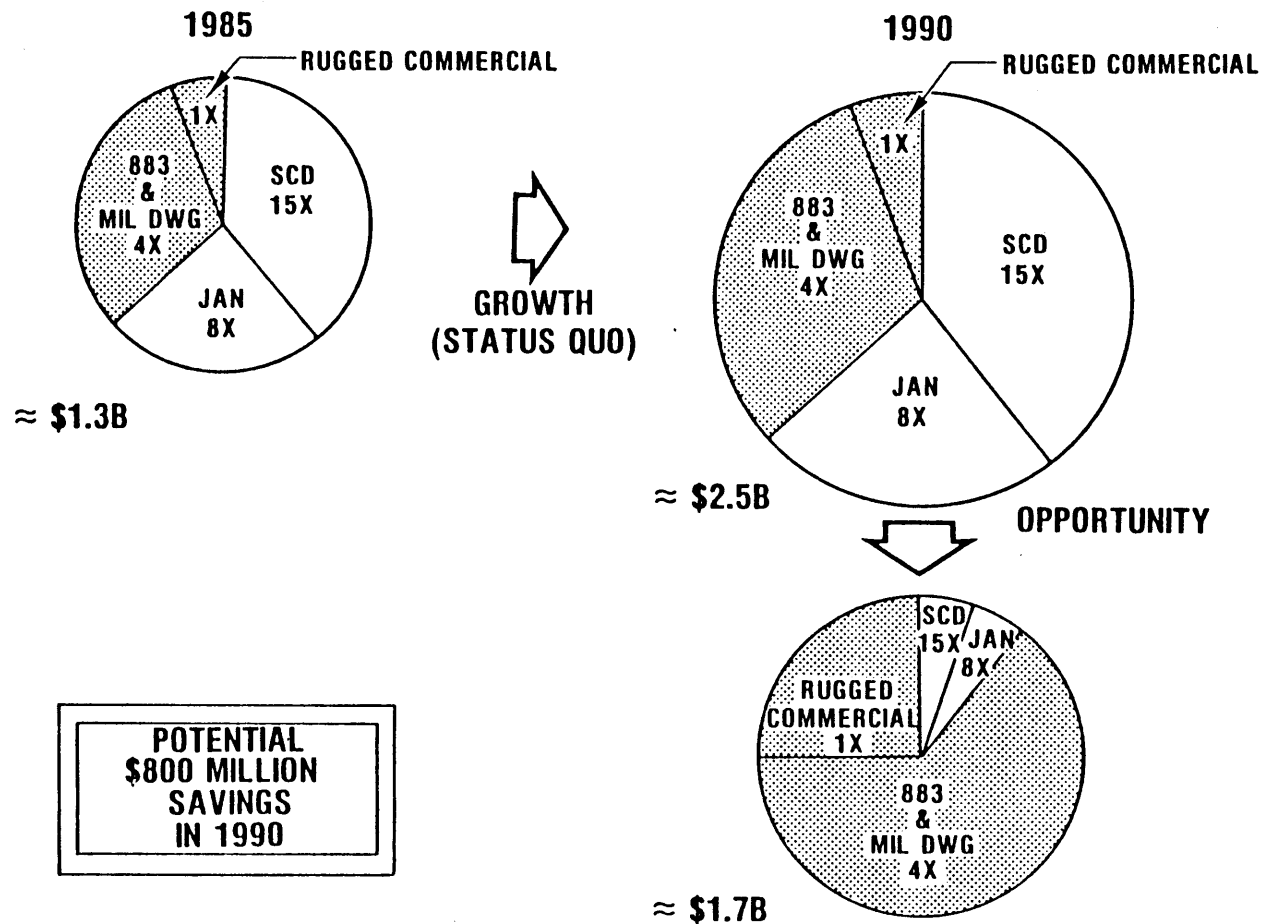 1985
RUGGED COMMERCIAL
1X
883
&
MIL DWG
4X
SCD
15X
JAN
8X
≈ $1.3B
GROWTH
(STATUS QUO)
1990
RUGGED COMMERCIAL
1X
883
&
MIL DWG
4X
SCD
15X
JAN
8X
≈ $2.5B
OPPORTUNITY
SCD
15X
JAN
8X
RUGGED
COMMERCIAL
1X
883
&
MIL DWG
4X
≈ $1.7B
POTENTIAL
$800 MILLION
SAVINGS
IN 1990